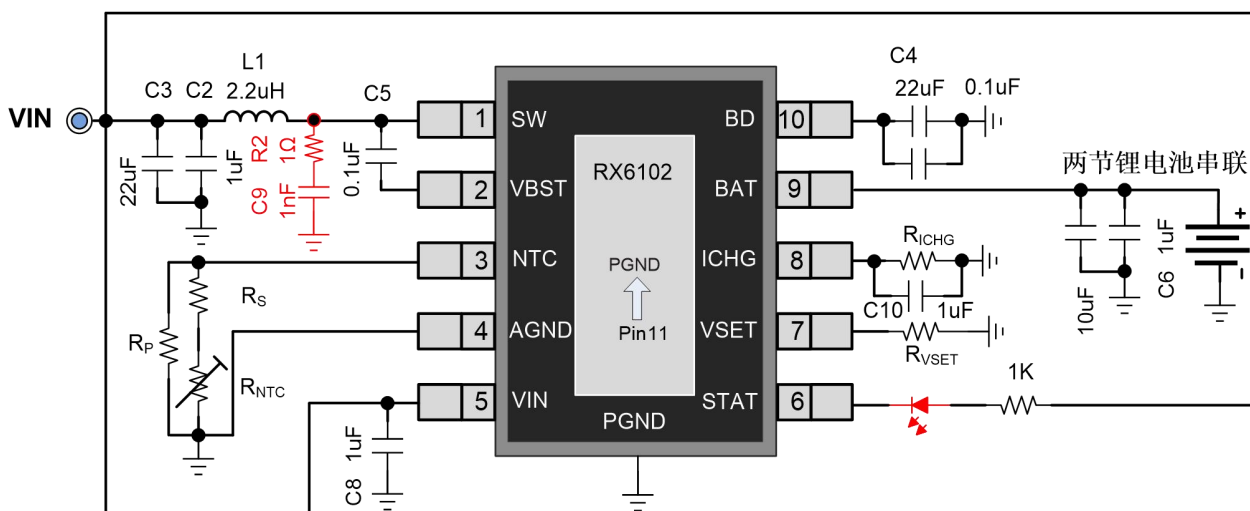 VIN
C3
C2
L1
2.2uH
22uF
1uF
R2
1Ω
C9
1nF
C5
0.1uF
1
SW
2
VBST
3
NTC
4
AGND
5
VIN
RX6102
PGND
Pin11
PGND
BD
10
BAT
9
ICHG
8
VSET
7
STAT
6
C4
22uF
0.1uF
两节锂电池串联
10uF
1uF
C6
+
-
RICHG
C10
1uF
RVSET
1K
RS
RP
RNTC
C8
1uF